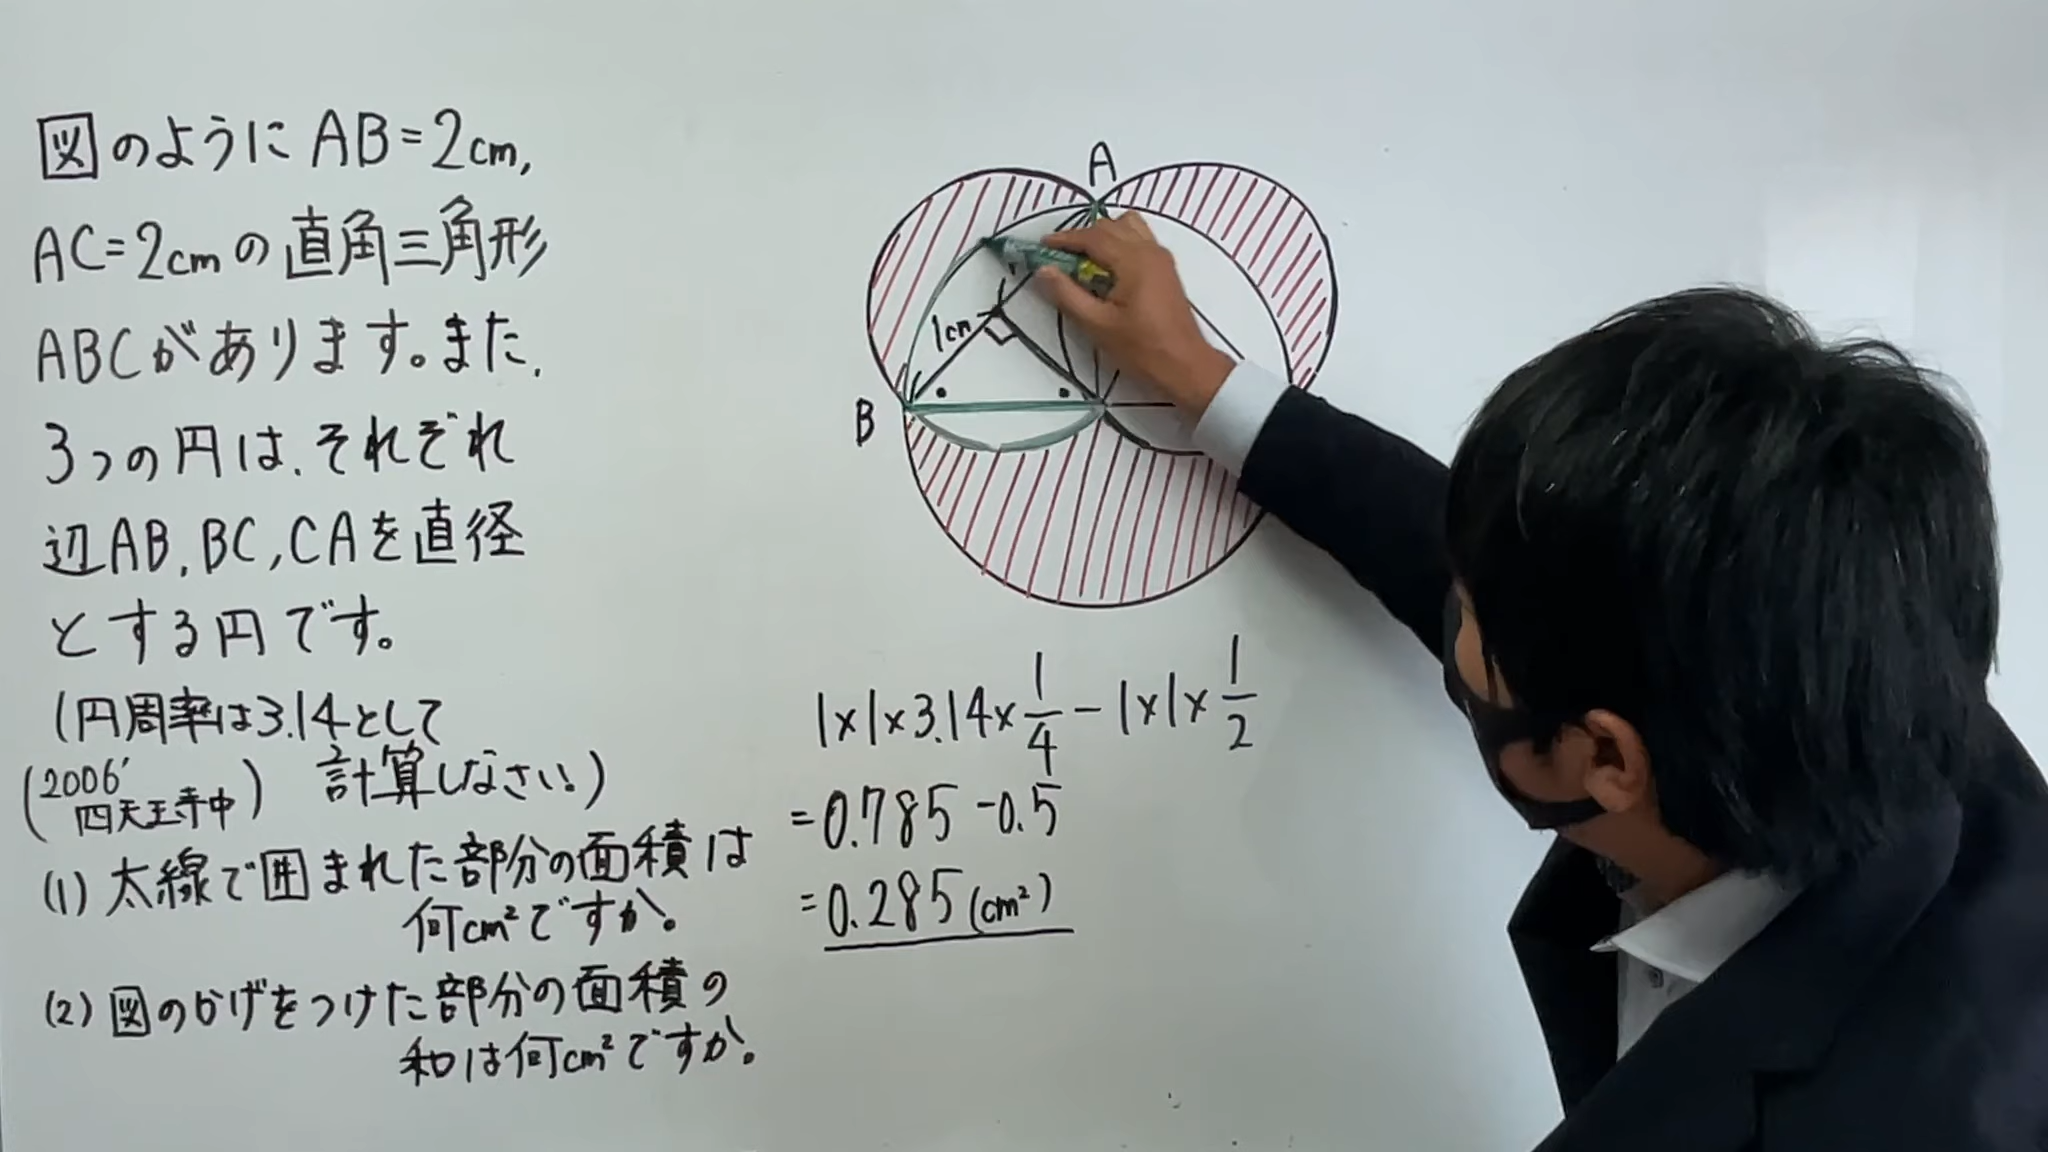 図のようにAB=2cm,
AC=2cmの直角三角形
ABCがあります。また.
3つの円は.それぞれ
辺AB,BC,CAを直径
とする円です。
(円周率は3.14として
計算しなさい!)
(2006' 四天王寺中)
(1) 太線で囲まれた部分の面積は
何cm²ですか。
(2) 図のかげをつけた部分の面積の
和は何cm²ですか。
A
1cm
B
1×1×3.14×1/4-1×1×1/2
=0.785-0.5
=0.285(cm²)